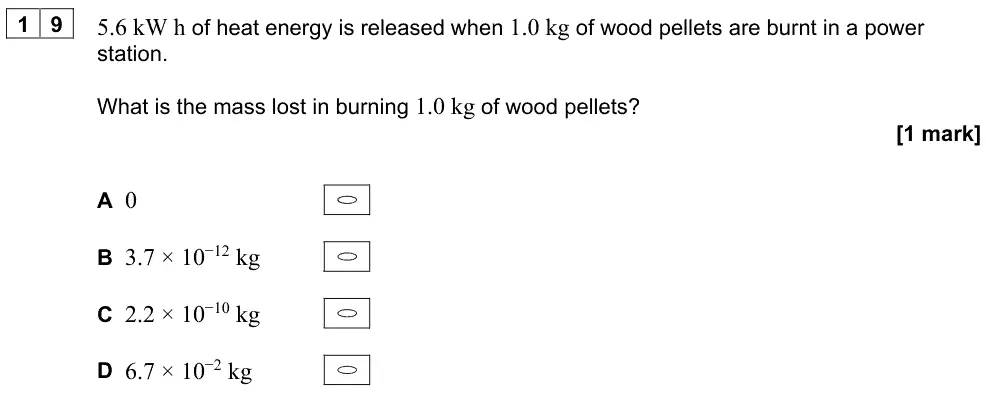 1 9 5.6 kW h of heat energy is released when 1.0 kg of wood pellets are burnt in a power
station.
What is the mass lost in burning 1.0 kg of wood pellets?
[1 mark]
A 0
B 3.7 × 10⁻¹² kg
C 2.2 × 10⁻¹⁰ kg
D 6.7 × 10⁻² kg